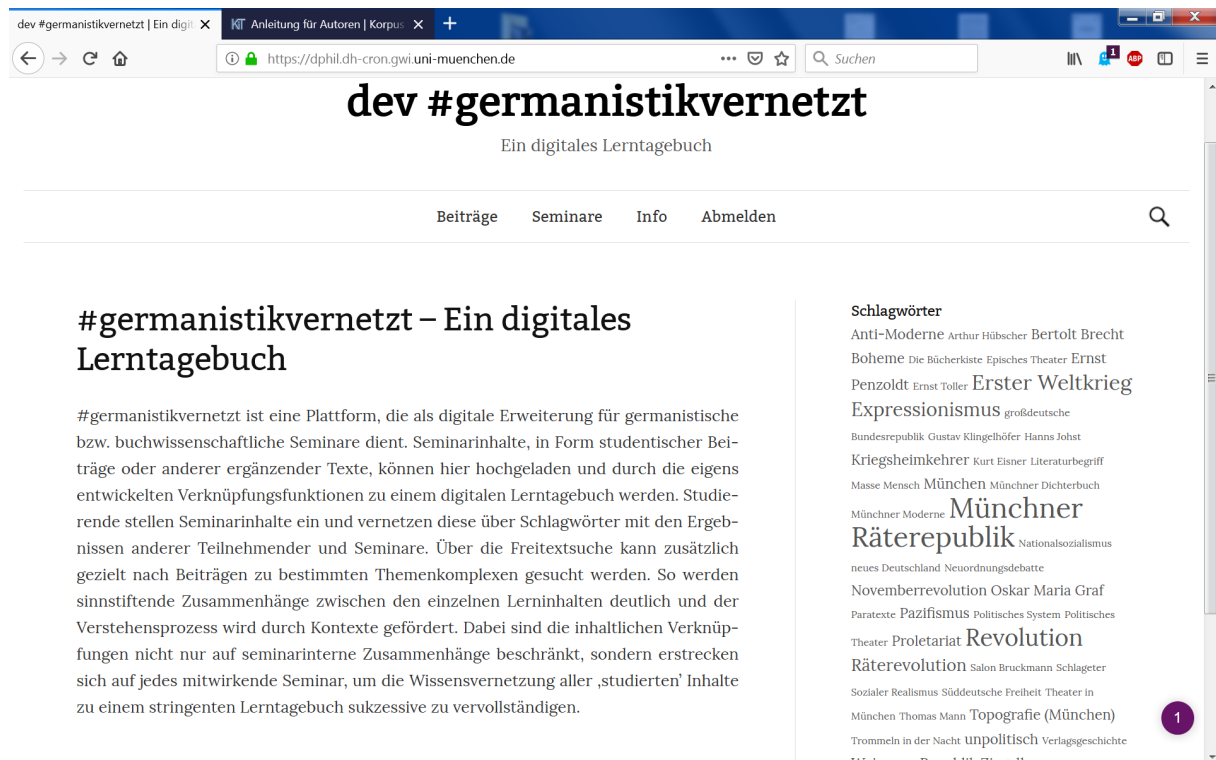 dev #germanistikvernetzt | Ein digit
KT Anleitung für Autoren | Korpus
https://dphil.dh-cron.gwi.uni-muenchen.de
Suchen
1
ABP
dev #germanistikvernetzt
Ein digitales Lerntagebuch
Beiträge Seminare Info Abmelden
#germanistikvernetzt – Ein digitales
Lerntagebuch
#germanistikvernetzt ist eine Plattform, die als digitale Erweiterung für germanistische
bzw. buchwissenschaftliche Seminare dient. Seminarinhalte, in Form studentischer Bei-
träge oder anderer ergänzender Texte, können hier hochgeladen und durch die eigens
entwickelten Verknüpfungsfunktionen zu einem digitalen Lerntagebuch werden. Studie-
rende stellen Seminarinhalte ein und vernetzen diese über Schlagwörter mit den Ergeb-
nissen anderer Teilnehmender und Seminare. Über die Freitextsuche kann zusätzlich
gezielt nach Beiträgen zu bestimmten Themenkomplexen gesucht werden. So werden
sinnstiftende Zusammenhänge zwischen den einzelnen Lerninhalten deutlich und der
Verstehensprozess wird durch Kontexte gefördert. Dabei sind die inhaltlichen Verknüp-
fungen nicht nur auf seminarinterne Zusammenhänge beschränkt, sondern erstrecken
sich auf jedes mitwirkende Seminar, um die Wissensvernetzung aller ‚studierten’ Inhalte
zu einem stringenten Lerntagebuch sukzessive zu vervollständigen.
Schlagwörter
Anti-Moderne Arthur Hübscher Bertolt Brecht
Boheme Die Bücherkiste Episches Theater Ernst
Penzoldt Ernst Toller Erster Weltkrieg
Expressionismus großdeutsche
Bundesrepublik Gustav Klingelhöfer Hanns Johst
Kriegsheimkehrer Kurt Eisner Literaturbegriff
Masse Mensch München Münchner Dichterbuch
Münchner Moderne Münchner
Räterepublik Nationalsozialismus
neues Deutschland Neuordnungsdebatte
Novemberrevolution Oskar Maria Graf
Paratexte Pazifismus Politisches System Politisches
Theater Proletariat Revolution
Räterevolution Salon Bruckmann Schlageter
Sozialer Realismus Süddeutsche Freiheit Theater in
München Thomas Mann Topografie (München)
Trommeln in der Nacht unpolitisch Verlagsgeschichte
1